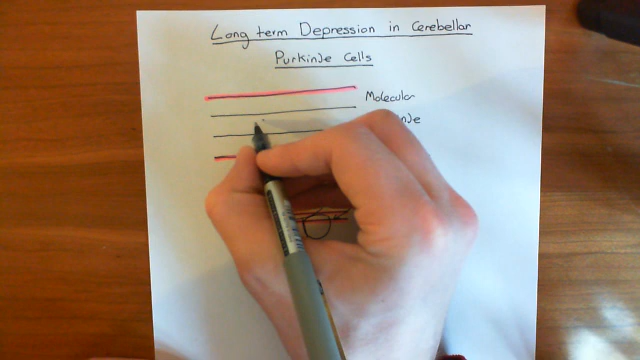 Long term Depression in Cerebellar
Purkinje Cells
Molecular